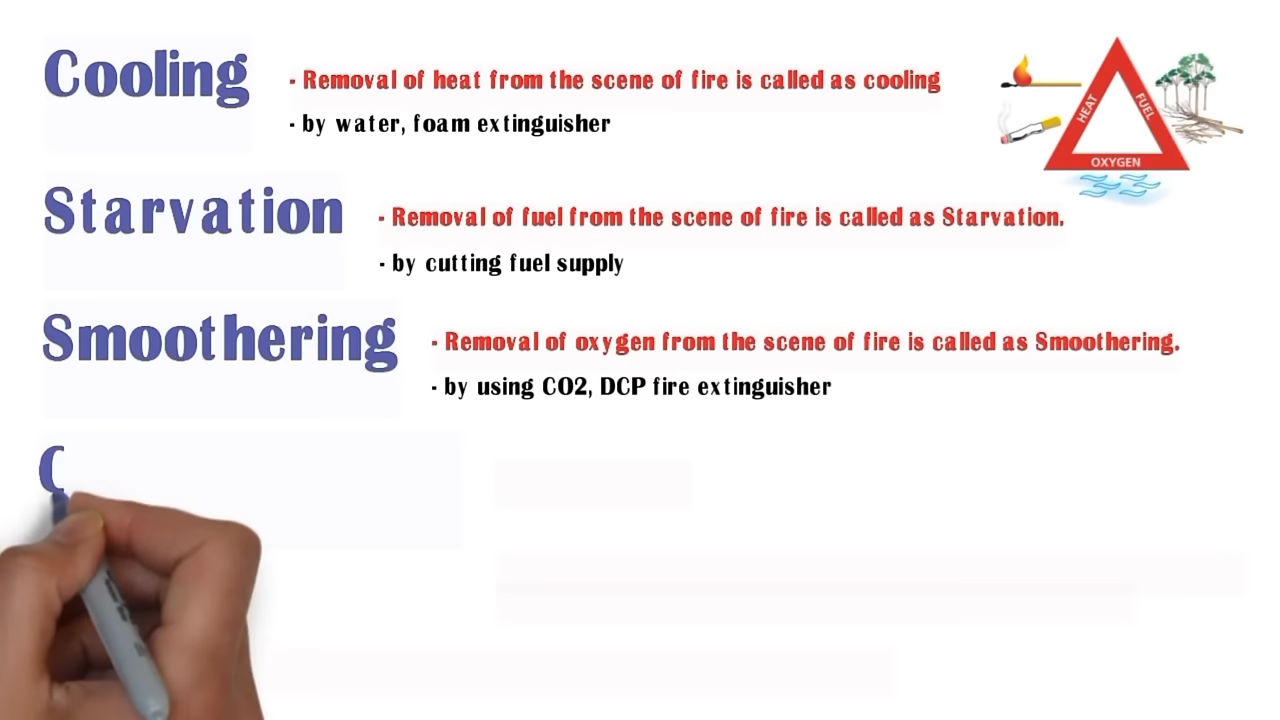 Cooling
- Removal of heat from the scene of fire is called as cooling
- by water, foam extinguisher
HEAT
FUEL
OXYGEN
Starvation
- Removal of fuel from the scene of fire is called as Starvation.
- by cutting fuel supply
Smoothering
- Removal of oxygen from the scene of fire is called as Smoothering.
- by using CO2, DCP fire extinguisher